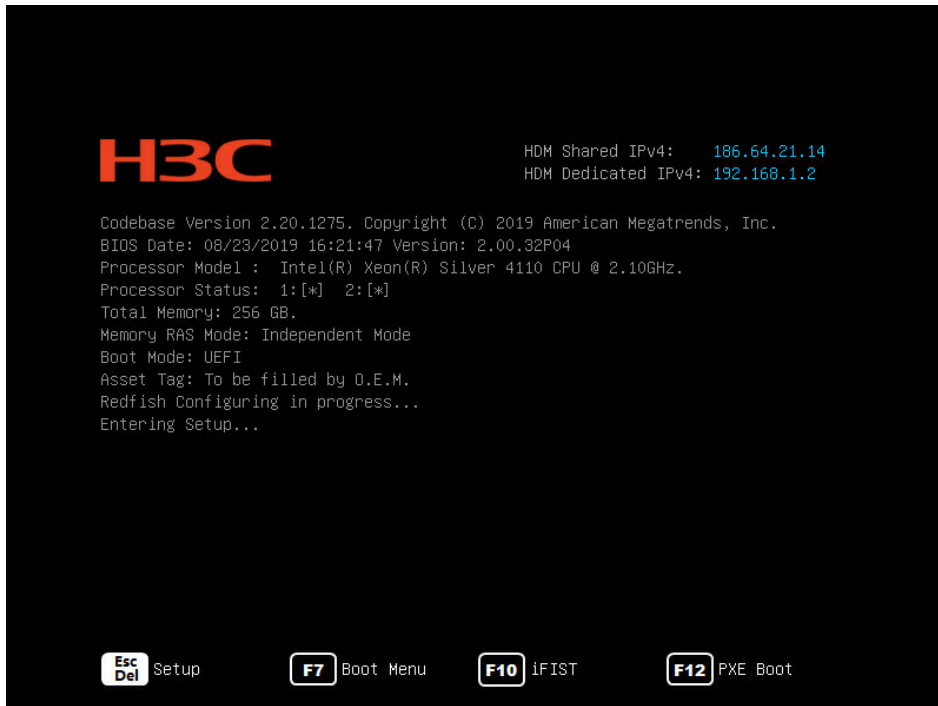 H3C
HDM Shared IPv4: 186.64.21.14
HDM Dedicated IPv4: 192.168.1.2
Codebase Version 2.20.1275. Copyright (C) 2019 American Megatrends, Inc.
BIOS Date: 08/23/2019 16:21:47 Version: 2.00.32P04
Processor Model : Intel(R) Xeon(R) Silver 4110 CPU @ 2.10GHz.
Processor Status: 1:[*] 2:[*]
Total Memory: 256 GB.
Memory RAS Mode: Independent Mode
Boot Mode: UEFI
Asset Tag: To be filled by O.E.M.
Redfish Configuring in progress...
Entering Setup...
Esc Del Setup F7 Boot Menu F10 iFIST F12 PXE Boot